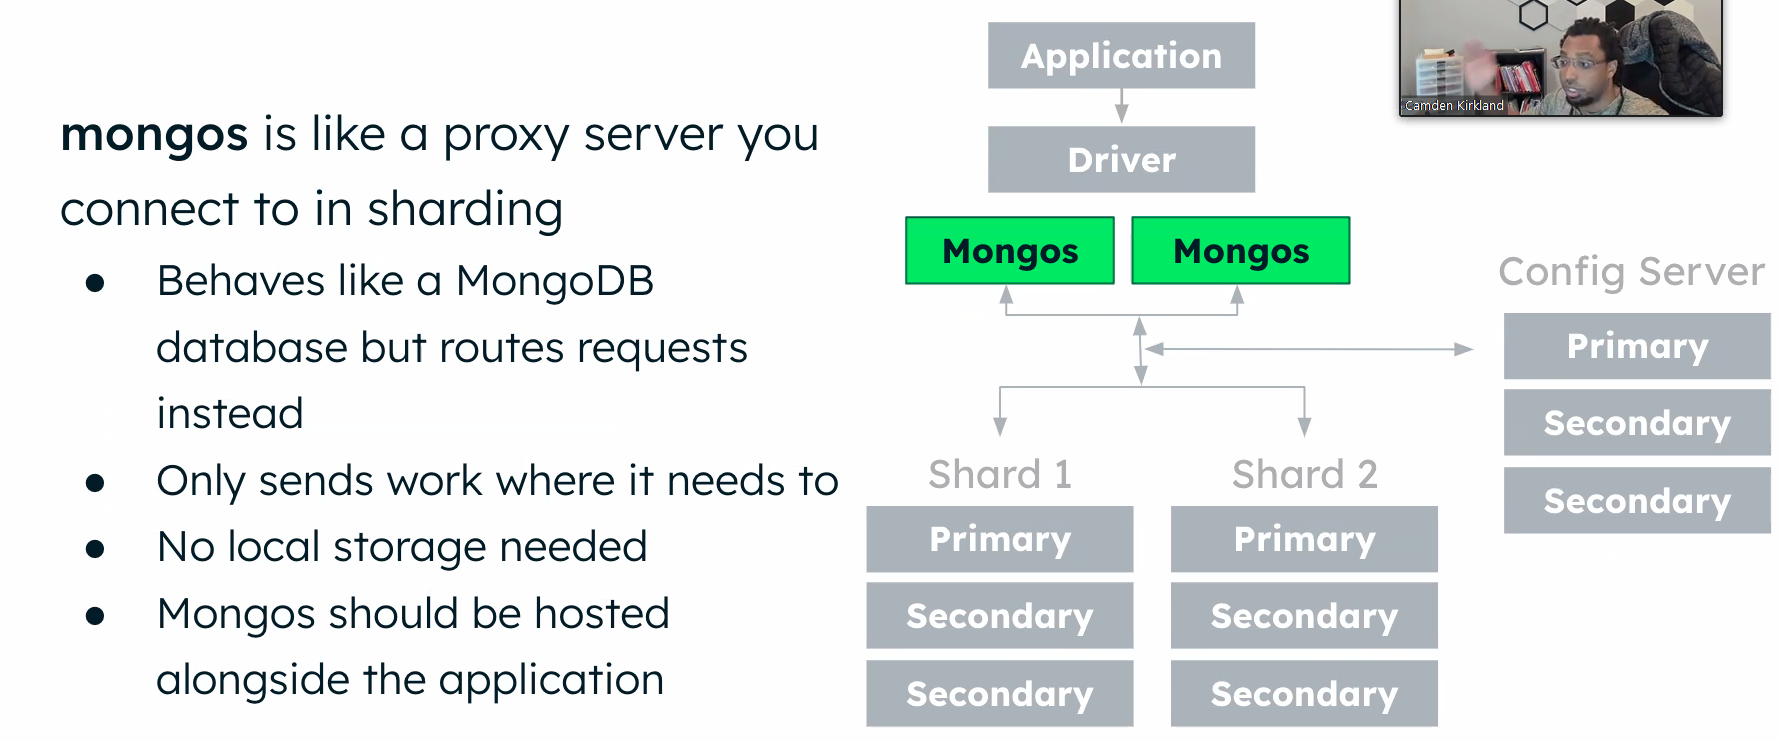 mongos is like a proxy server you
connect to in sharding
● Behaves like a MongoDB
database but routes requests
instead
● Only sends work where it needs to
● No local storage needed
● Mongos should be hosted
alongside the application
Application
Driver
Mongos Mongos
Config Server
Primary
Secondary
Secondary
Shard 1 Shard 2
Primary Primary
Secondary Secondary
Secondary Secondary
Camden Kirkland